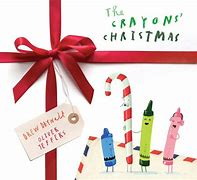 The
CRAYONS'
CHRISTMAS
DREW DAYWALT
OLIVER
JEFFERS